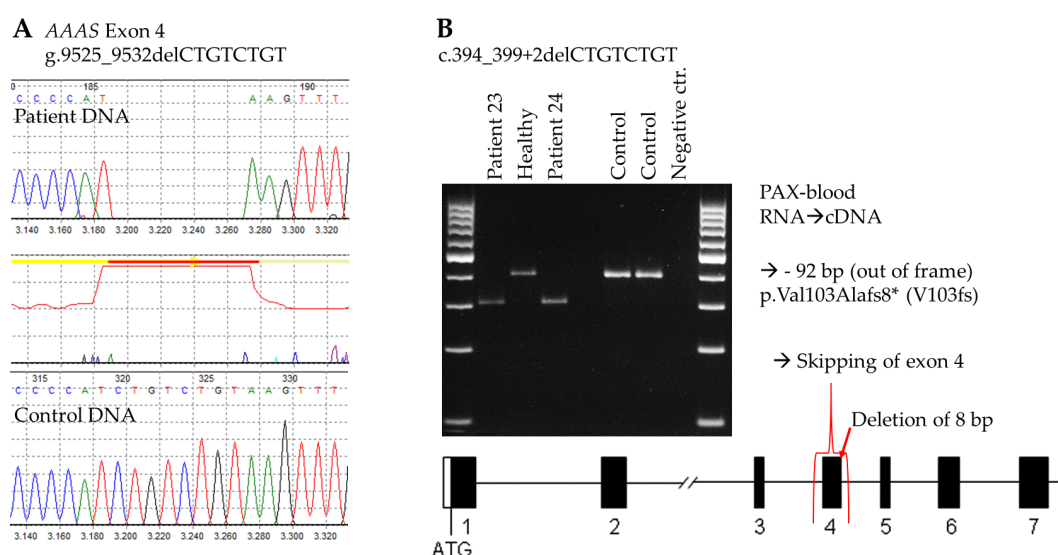 A AAAS Exon 4
g.9525_9532delCTGTCTGT
0 185 190
C C C C A T A A G T T T
Patient DNA
3.140 3.160 3.180 3.200 3.220 3.240 3.260 3.280 3.300 3.320
315 320 325 330
C C C C A T C T G T C T G T A A G T T T
Control DNA
3.160 3.180 3.200 3.220 3.240 3.260 3.280 3.300 3.320 3.340
B
c.394_399+2delCTGTCTGT
Patient 23
Healthy
Patient 24
Control
Control
Negative ctr.
PAX-blood
RNA→cDNA
→ - 92 bp (out of frame)
p.Val103Alafs8* (V103fs)
→ Skipping of exon 4
Deletion of 8 bp
1 2 3 4 5 6 7
ATG